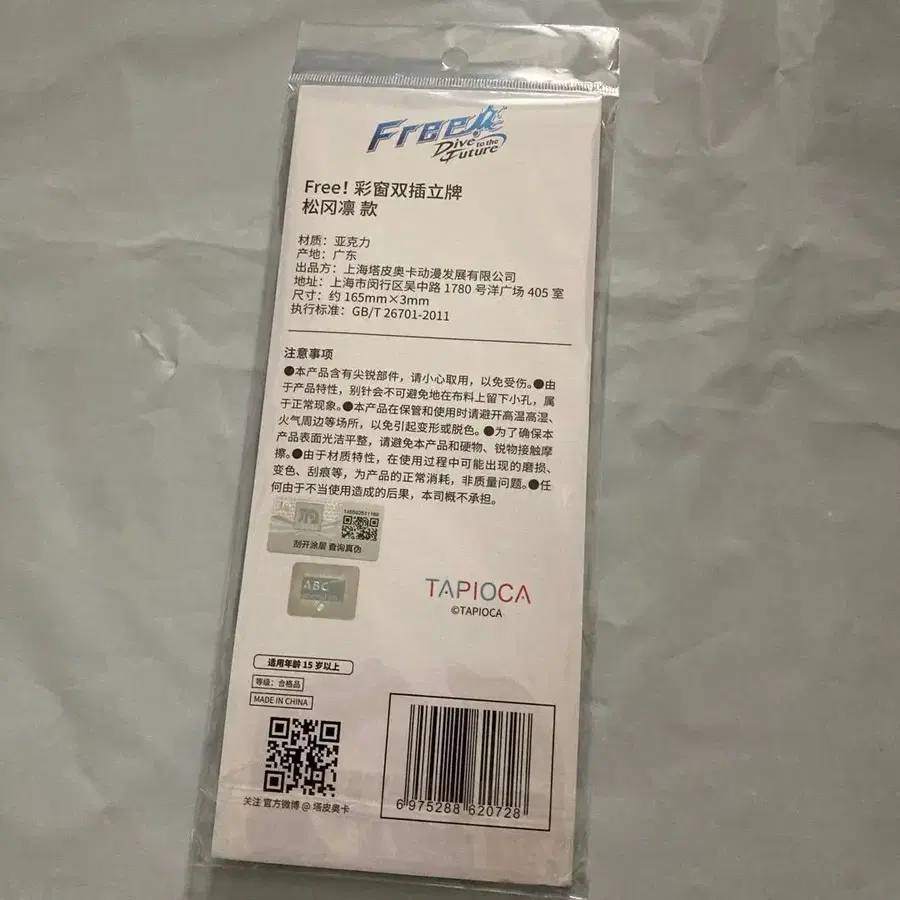 Free!
Dive to the
Future
Free! 彩窗双插立牌
松冈凛 款
材质：亚克力
产地：广东
出品方：上海塔皮奥卡动漫发展有限公司
地址：上海市闵行区吴中路 1780 号洋广场 405 室
尺寸：约 165mm×3mm
执行标准：GB/T 26701-2011
注意事项
●本产品含有尖锐部件，请小心取用，以免受伤。●由
于产品特性，别针会不可避免地在布料上留下小孔，属
于正常现象。●本产品在保管和使用时请避开高温高湿、
火气周边等场所，以免引起变形或脱色。●为了确保本
产品表面光洁平整，请避免本产品和硬物、锐物接触摩
擦。●由于材质特性，在使用过程中可能出现的磨损、
变色、刮痕等，为产品的正常消耗，非质量问题。●任
何由于不当使用造成的后果，本司概不承担。
刮开涂层 查询真伪
ABC
TAPIOCA
©TAPIOCA
适用年龄 15 岁以上
等级：合格品
MADE IN CHINA
关注 官方微博 @ 塔皮奥卡
6 975288 620728